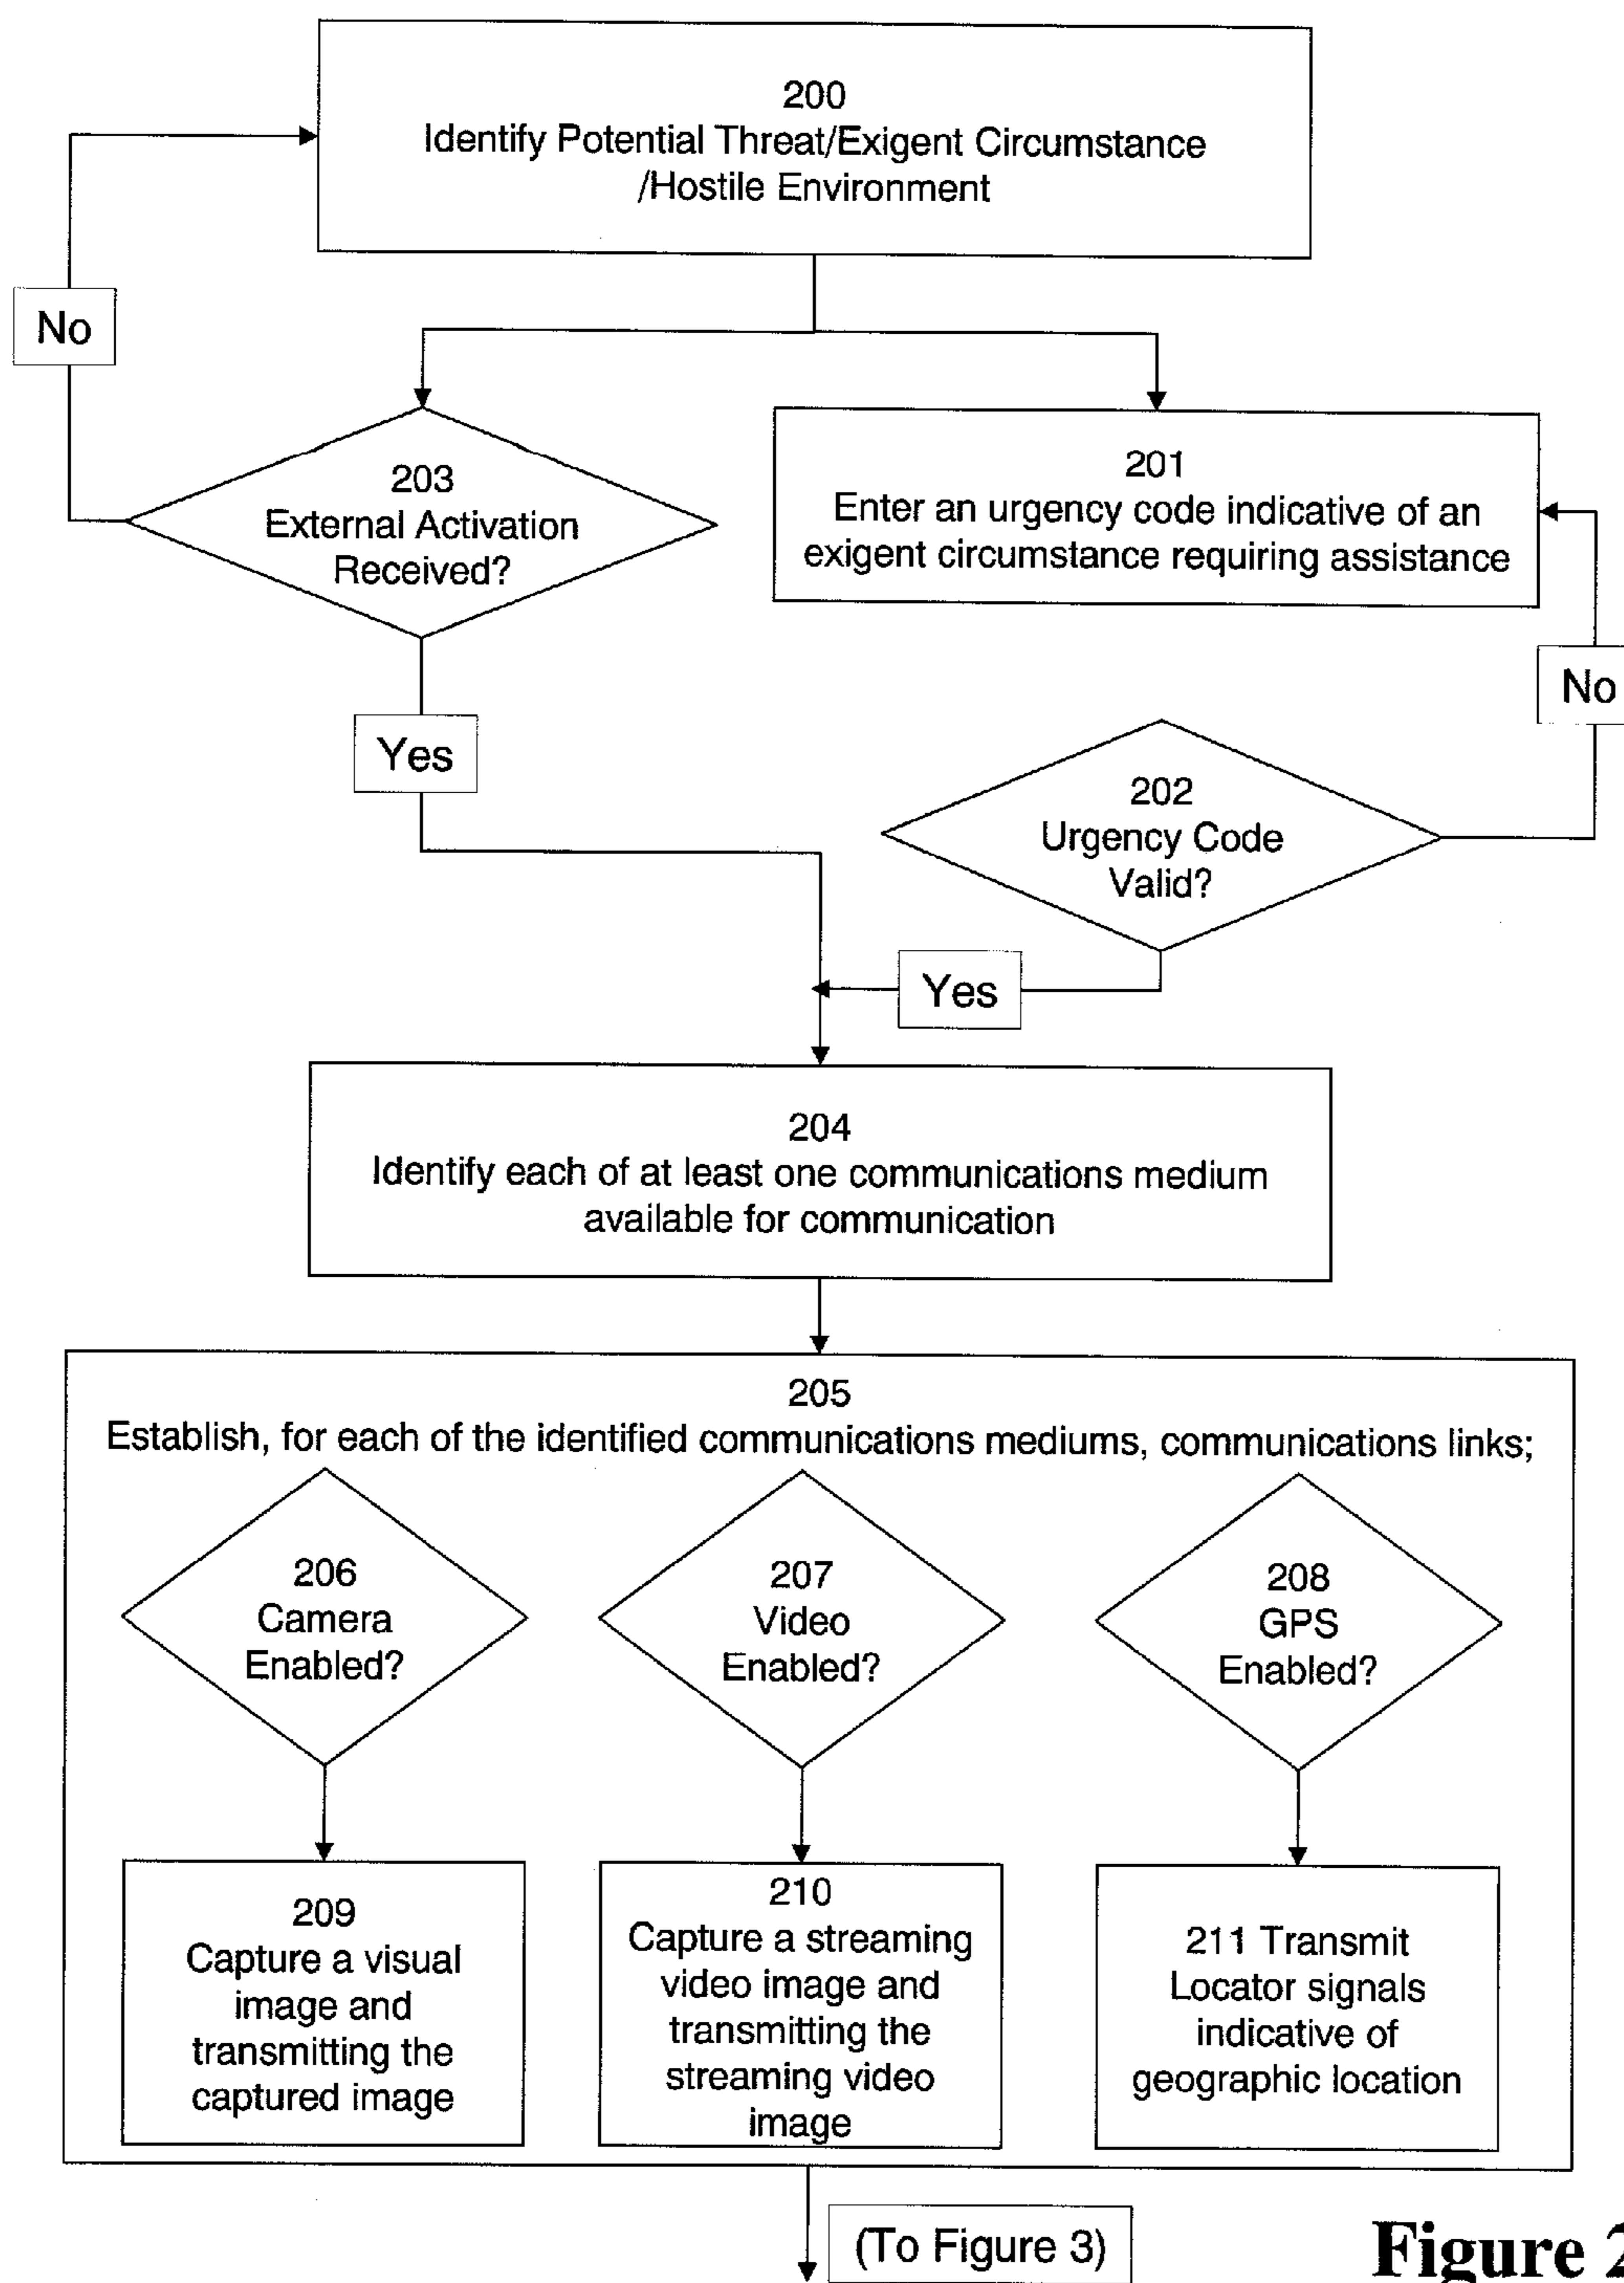 200
Identify Potential Threat/Exigent Circumstance
/Hostile Environment
No
203
External Activation
Received?
201
Enter an urgency code indicative of an
exigent circumstance requiring assistance
No
Yes
202
Urgency Code
Valid?
Yes
204
Identify each of at least one communications medium
available for communication
205
Establish, for each of the identified communications mediums, communications links;
206
Camera
Enabled?
207
Video
Enabled?
208
GPS
Enabled?
209
Capture a visual
image and
transmitting the
captured image
210
Capture a streaming
video image and
transmitting the
streaming video
image
211 Transmit
Locator signals
indicative of
geographic location
(To Figure 3)
Figure 2